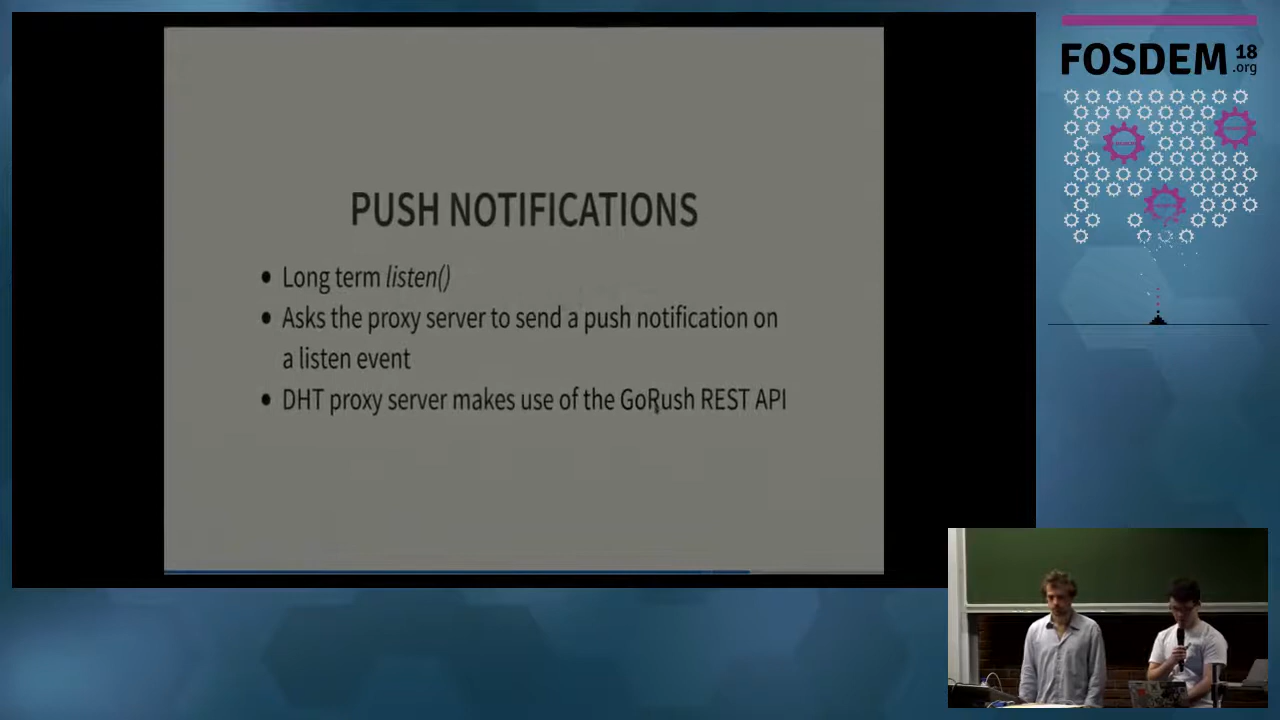 FOSDEM 18
.org
PUSH NOTIFICATIONS
• Long term listen()
• Asks the proxy server to send a push notification on
a listen event
• DHT proxy server makes use of the GoRush REST API